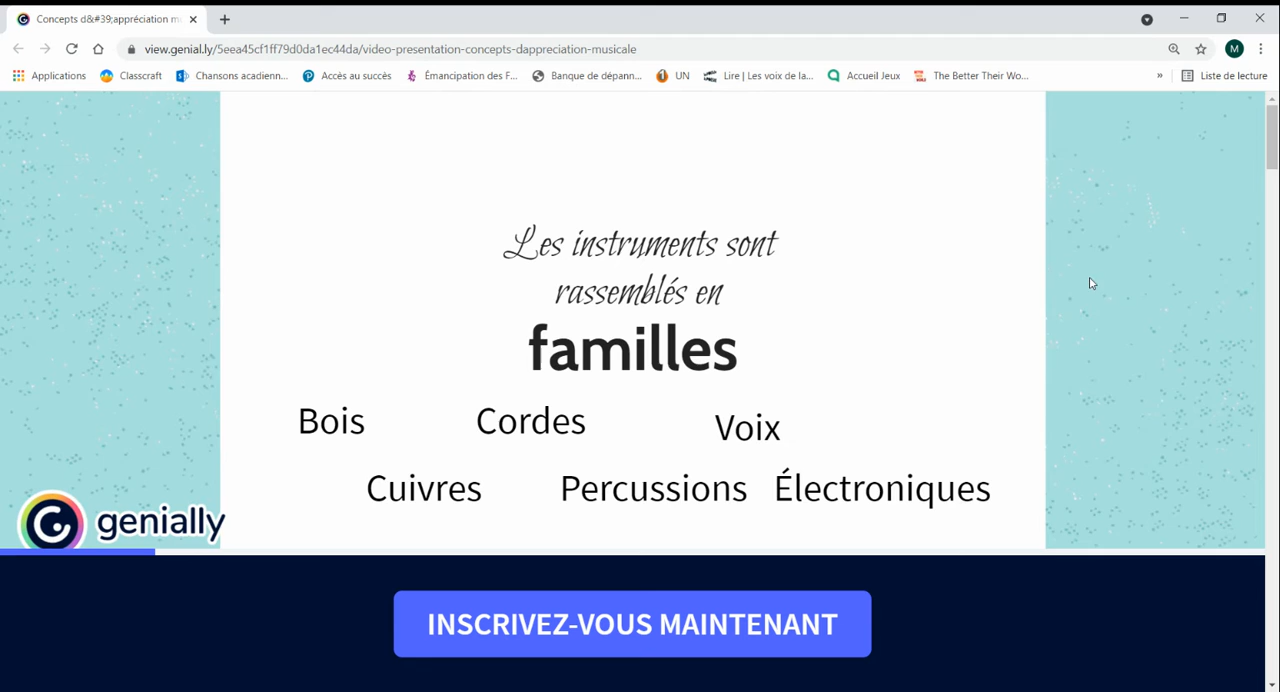 Concepts d&#39;appréciation m
view.genial.ly/5eea45cf1ff79d0da1ec44da/video-presentation-concepts-dappreciation-musicale
M
Applications
Classcraft
Chansons acadienn...
Accès au succès
Émancipation des F...
Banque de dépann...
UN
Lire | Les voix de la...
Accueil Jeux
The Better Their Wo...
»
Liste de lecture
Les instruments sont
rassemblés en
familles
Bois Cordes Voix
Cuivres Percussions Électroniques
genially
INSCRIVEZ-VOUS MAINTENANT